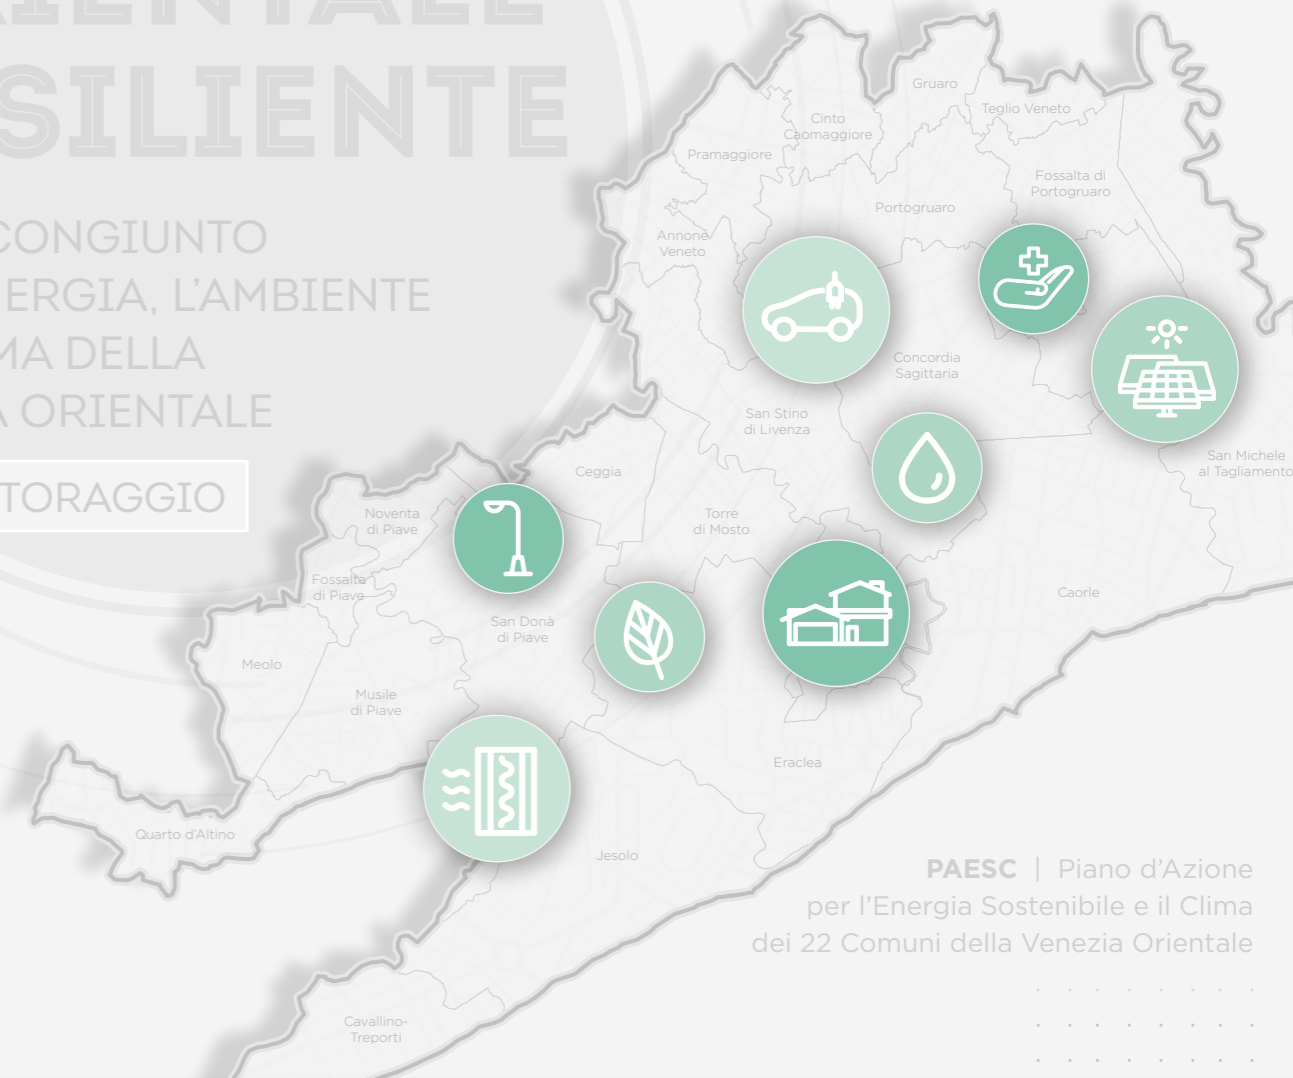 RIENTALE
SILIENTE
CONGIUNTO
ERGIA, L'AMBIENTE
MA DELLA
A ORIENTALE
TORAGGIO
Gruaro
Teglio Veneto
Cinto
Caomaggiore
Pramaggiore
Fossalta di
Portogruaro
Portogruaro
Annone
Veneto
Concordia
Sagittaria
San Stino
di Livenza
San Michele
al Tagliamento
Ceggia
Noventa
di Piave
Torre
di Mosto
Fossalta
di Piave
Caorle
San Donà
di Piave
Meolo
Musile
di Piave
Eraclea
Quarto d'Altino
Jesolo
PAESC | Piano d'Azione
per l'Energia Sostenibile e il Clima
dei 22 Comuni della Venezia Orientale
Cavallino-
Treporti